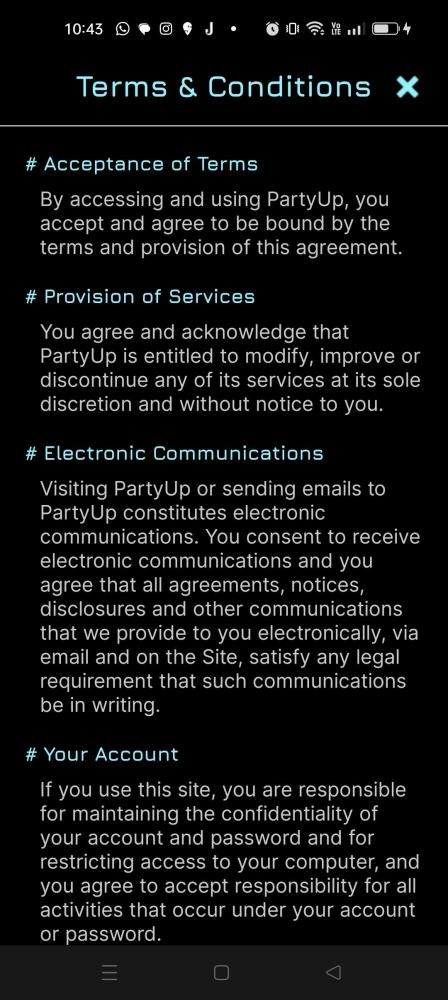 10:43
Vo
LTE
Terms & Conditions
# Acceptance of Terms
By accessing and using PartyUp, you
accept and agree to be bound by the
terms and provision of this agreement.
# Provision of Services
You agree and acknowledge that
PartyUp is entitled to modify, improve or
discontinue any of its services at its sole
discretion and without notice to you.
# Electronic Communications
Visiting PartyUp or sending emails to
PartyUp constitutes electronic
communications. You consent to receive
electronic communications and you
agree that all agreements, notices,
disclosures and other communications
that we provide to you electronically, via
email and on the Site, satisfy any legal
requirement that such communications
be in writing.
# Your Account
If you use this site, you are responsible
for maintaining the confidentiality of
your account and password and for
restricting access to your computer, and
you agree to accept responsibility for all
activities that occur under your account
or password.